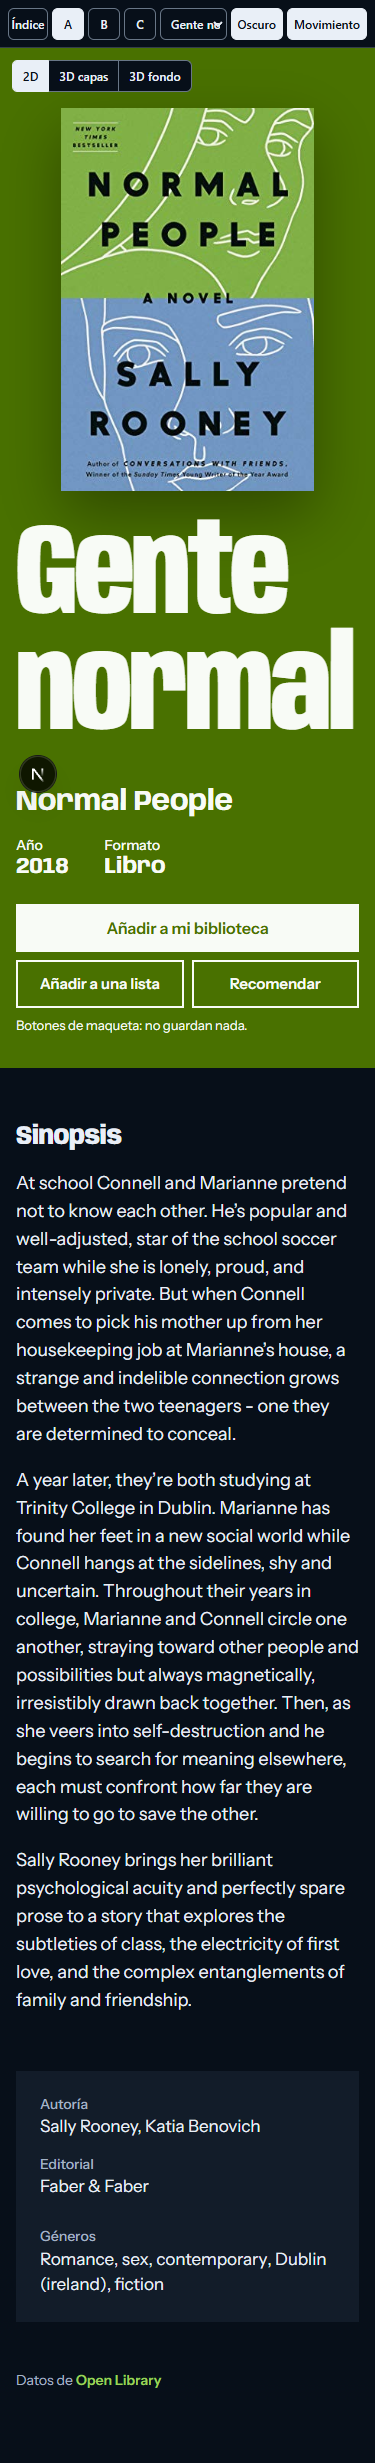 Índice A B C Gente no Oscuro Movimiento
2D 3D capas 3D fondo
NEW YORK
TIMES
BESTSELLER
NORMAL
PEOPLE
A NOVEL
SALLY
ROONEY
Author of CONVERSATIONS WITH FRIENDS,
Winner of the Sunday Times Young Writer of the Year Award
Gente
normal
N
Normal People
Año Formato
2018 Libro
Añadir a mi biblioteca
Añadir a una lista Recomendar
Botones de maqueta: no guardan nada.
Sinopsis
At school Connell and Marianne pretend
not to know each other. He’s popular and
well-adjusted, star of the school soccer
team while she is lonely, proud, and
intensely private. But when Connell
comes to pick his mother up from her
housekeeping job at Marianne’s house, a
strange and indelible connection grows
between the two teenagers - one they
are determined to conceal.
A year later, they’re both studying at
Trinity College in Dublin. Marianne has
found her feet in a new social world while
Connell hangs at the sidelines, shy and
uncertain. Throughout their years in
college, Marianne and Connell circle one
another, straying toward other people and
possibilities but always magnetically,
irresistibly drawn back together. Then, as
she veers into self-destruction and he
begins to search for meaning elsewhere,
each must confront how far they are
willing to go to save the other.
Sally Rooney brings her brilliant
psychological acuity and perfectly spare
prose to a story that explores the
subtleties of class, the electricity of first
love, and the complex entanglements of
family and friendship.
Autoría
Sally Rooney, Katia Benovich
Editorial
Faber & Faber
Géneros
Romance, sex, contemporary, Dublin
(ireland), fiction
Datos de Open Library